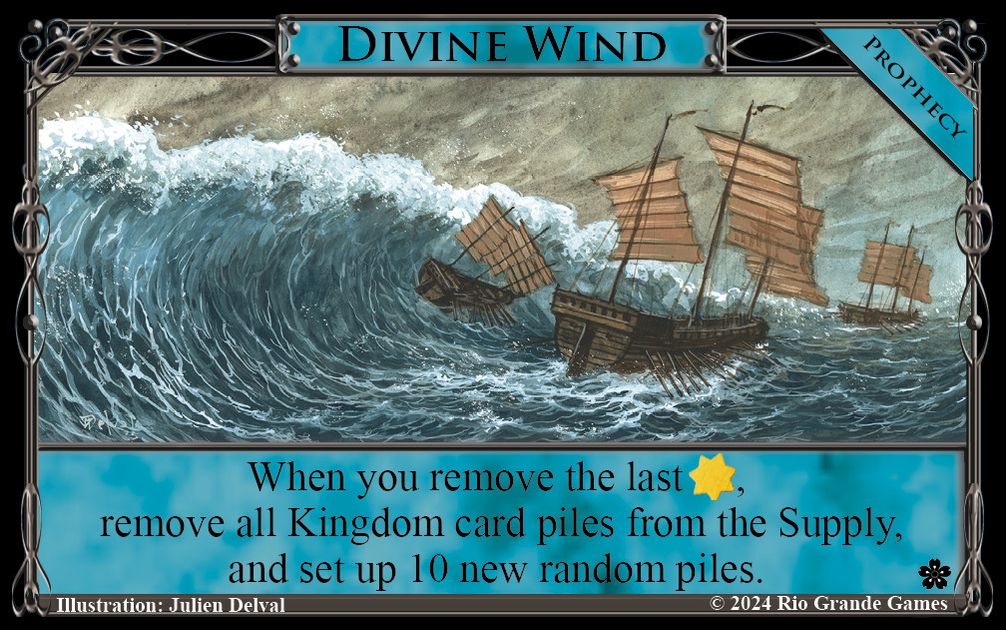 Divine Wind
Prophecy
When you remove the last ,
remove all Kingdom card piles from the Supply,
and set up 10 new random piles.
Illustration: Julien Delval
© 2024 Rio Grande Games